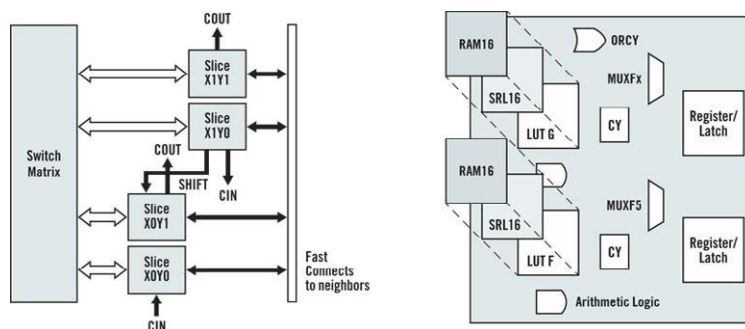 COUT
Slice
X1Y1
Slice
X1Y0
Switch
Matrix
COUT
SHIFT
CIN
Slice
X0Y1
Slice
X0Y0
CIN
Fast
Connects
to neighbors
RAM16
ORCY
MUXFx
SRL16
LUT G
CY
Register/
Latch
RAM16
MUXF5
SRL16
LUT F
CY
Register/
Latch
Arithmetic Logic